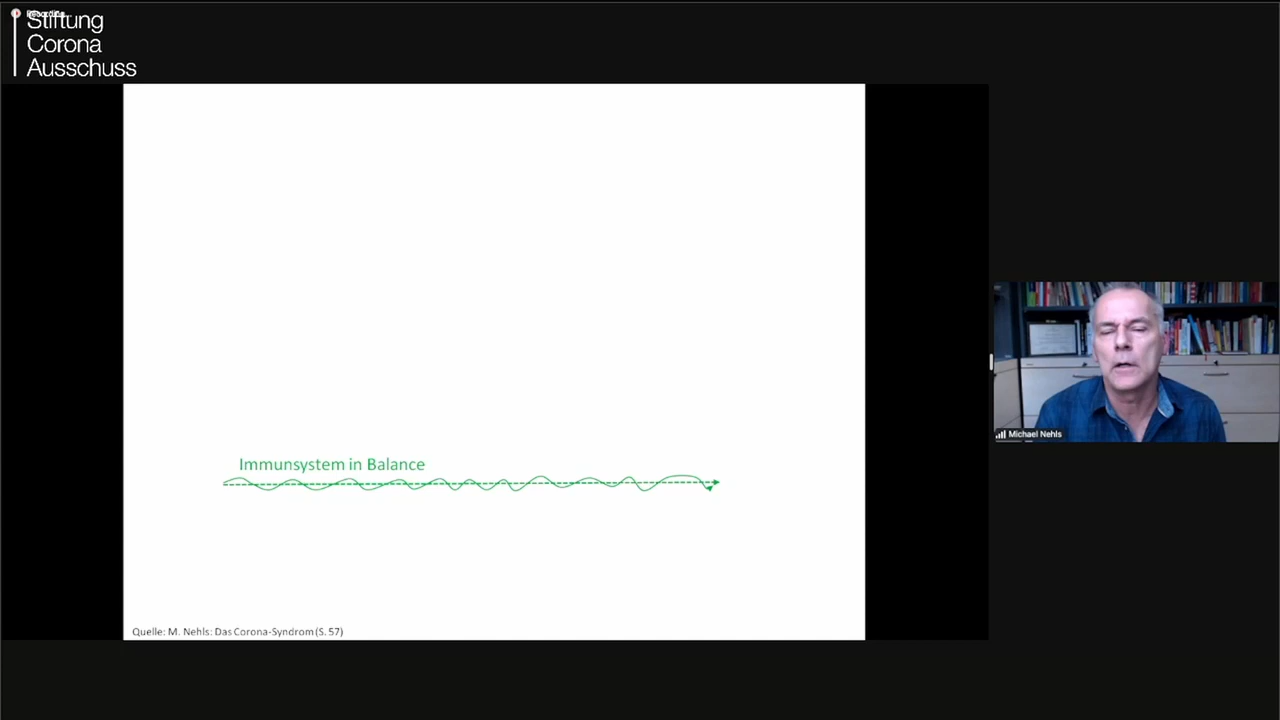 Stiftung
Corona
Ausschuss
Immunsystem in Balance
Michael Nehls
Quelle: M. Nehls: Das Corona-Syndrom (S. 57)